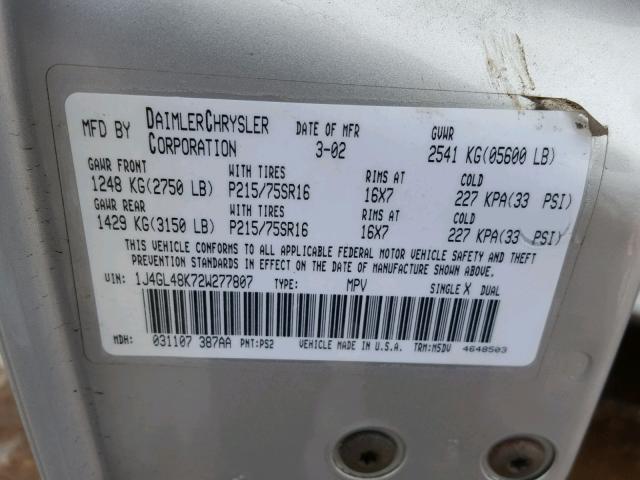 MFD BY DAIMLERCHRYSLER CORPORATION DATE OF MFR 3-02 GVWR 2541 KG(05600 LB)
GAWR FRONT WITH TIRES RIMS AT COLD
1248 KG(2750 LB) P215/75SR16 16X7 227 KPA(33 PSI)
GAWR REAR WITH TIRES RIMS AT COLD
1429 KG(3150 LB) P215/75SR16 16X7 227 KPA(33 PSI)
THIS VEHICLE CONFORMS TO ALL APPLICABLE FEDERAL MOTOR VEHICLE SAFETY AND THEFT
PREVENTION STANDARDS IN EFFECT ON THE DATE OF MANUFACTURE SHOWN ABOVE.
VIN: 1J4GL48K72W277807 TYPE: MPV SINGLE X DUAL
MDH: 031107 387AA PNT:PS2 VEHICLE MADE IN U.S.A. TRM:M5DV 4648503